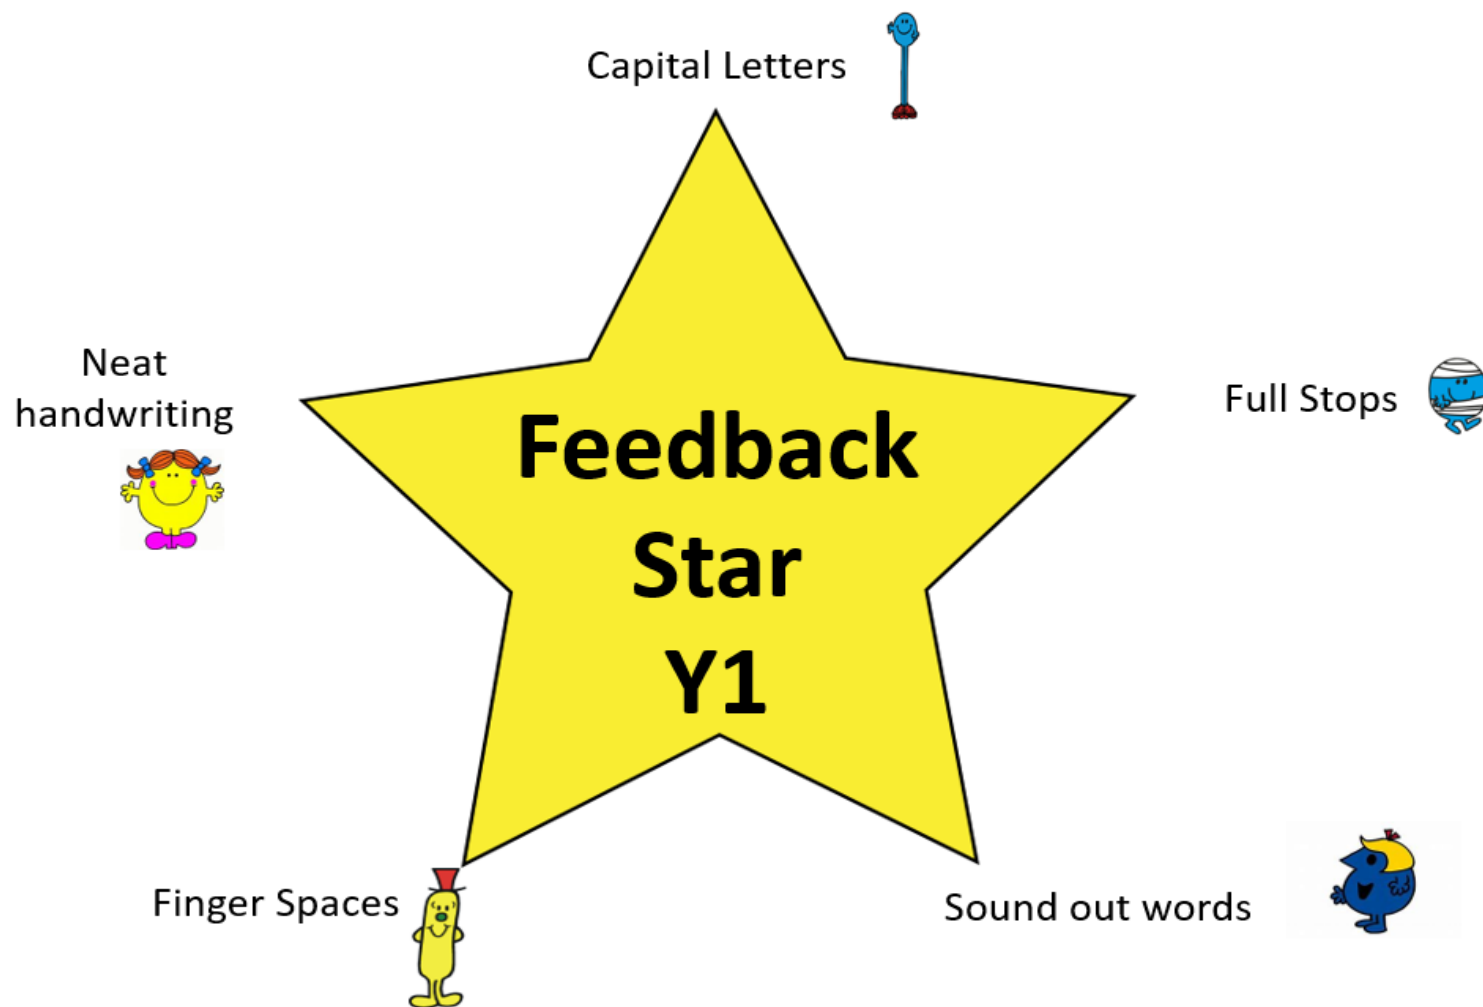 Capital Letters
Neat
handwriting
Full Stops
Feedback
Star
Y1
Finger Spaces
Sound out words